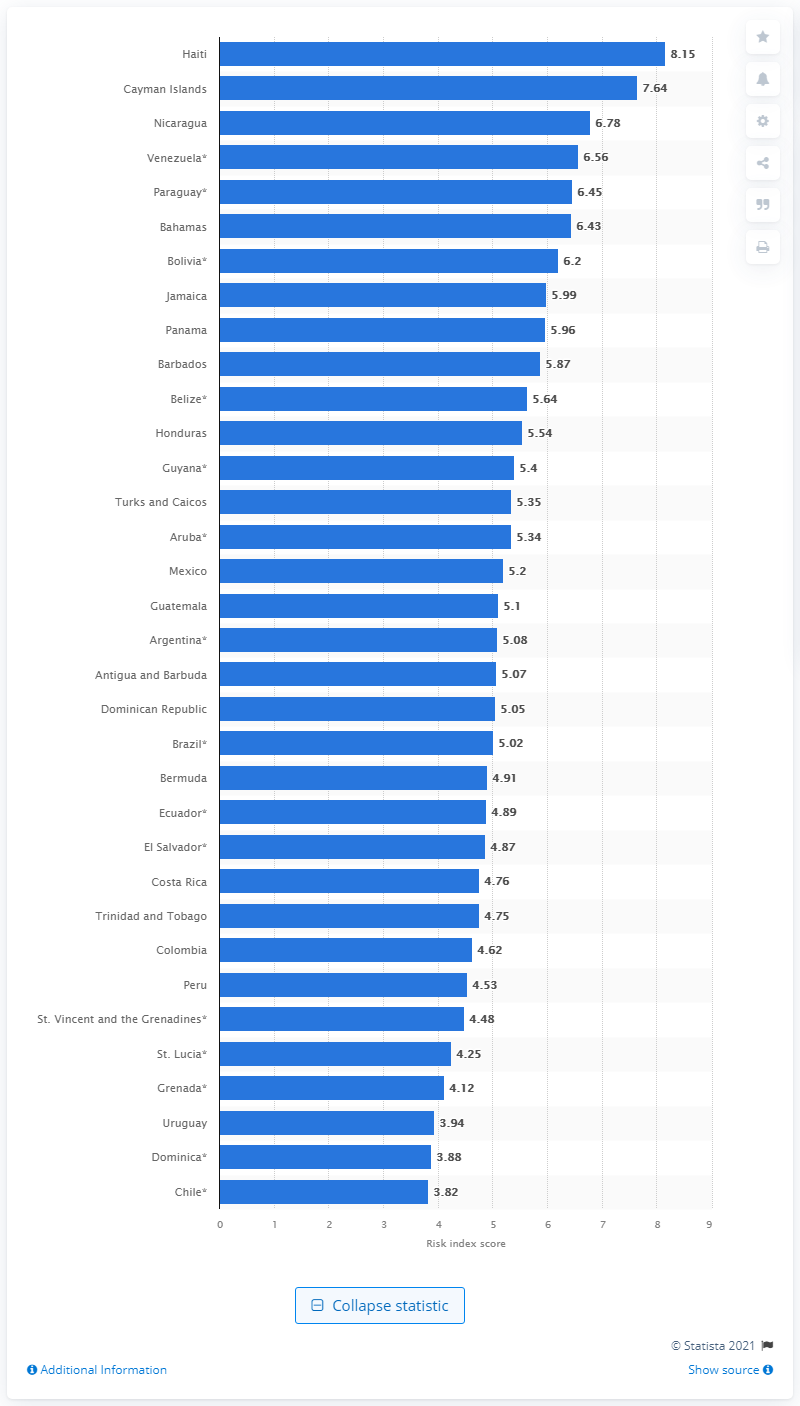 Haiti 8.15
Cayman Islands 7.64
Nicaragua 6.78
Venezuela* 6.56
Paraguay* 6.45
Bahamas 6.43
Bolivia* 6.2
Jamaica 5.99
Panama 5.96
Barbados 5.87
Belize* 5.64
Honduras 5.54
Guyana* 5.4
Turks and Caicos 5.35
Aruba* 5.34
Mexico 5.2
Guatemala 5.1
Argentina* 5.08
Antigua and Barbuda 5.07
Dominican Republic 5.05
Brazil* 5.02
Bermuda 4.91
Ecuador* 4.89
El Salvador* 4.87
Costa Rica 4.76
Trinidad and Tobago 4.75
Colombia 4.62
Peru 4.53
St. Vincent and the Grenadines* 4.48
St. Lucia* 4.25
Grenada* 4.12
Uruguay 3.94
Dominica* 3.88
Chile* 3.82
0 1 2 3 4 5 6 7 8 9
Risk index score
Collapse statistic
© Statista 2021
Additional Information Show source